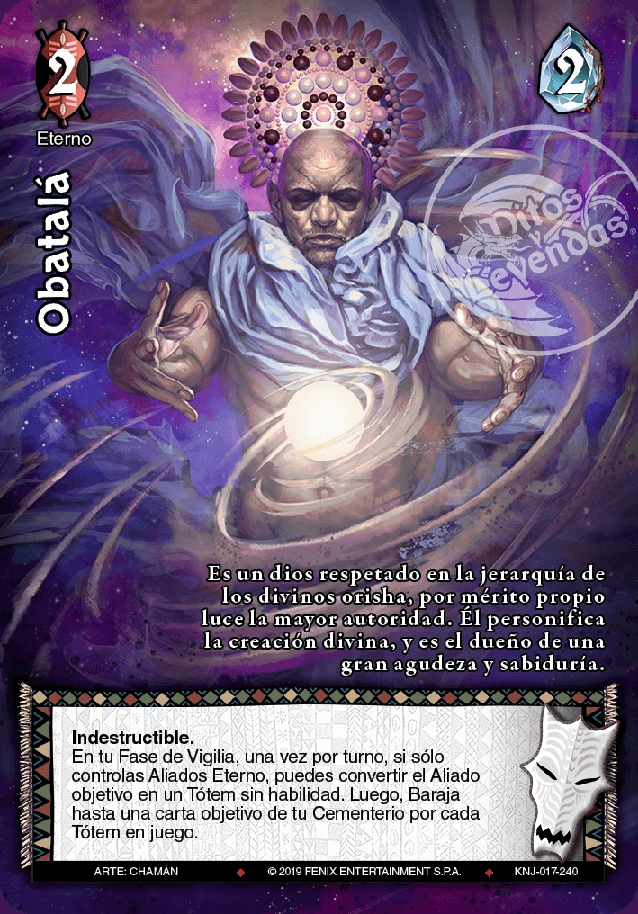 2
2
Eterno
Obatalá
Mitos
y
Leyendas®
Es un dios respetado en la jerarquía de
los divinos orisha, por mérito propio
luce la mayor autoridad. Él personifica
la creación divina, y es el dueño de una
gran agudeza y sabiduría.
Indestructible.
En tu Fase de Vigilia, una vez por turno, si sólo
controlas Aliados Eterno, puedes convertir el Aliado
objetivo en un Tótem sin habilidad. Luego, Baraja
hasta una carta objetivo de tu Cementerio por cada
Tótem en juego.
ARTE: CHAMÁN ♦ © 2019 FENIX ENTERTAINMENT S.P.A. ♦ KNJ-017-240